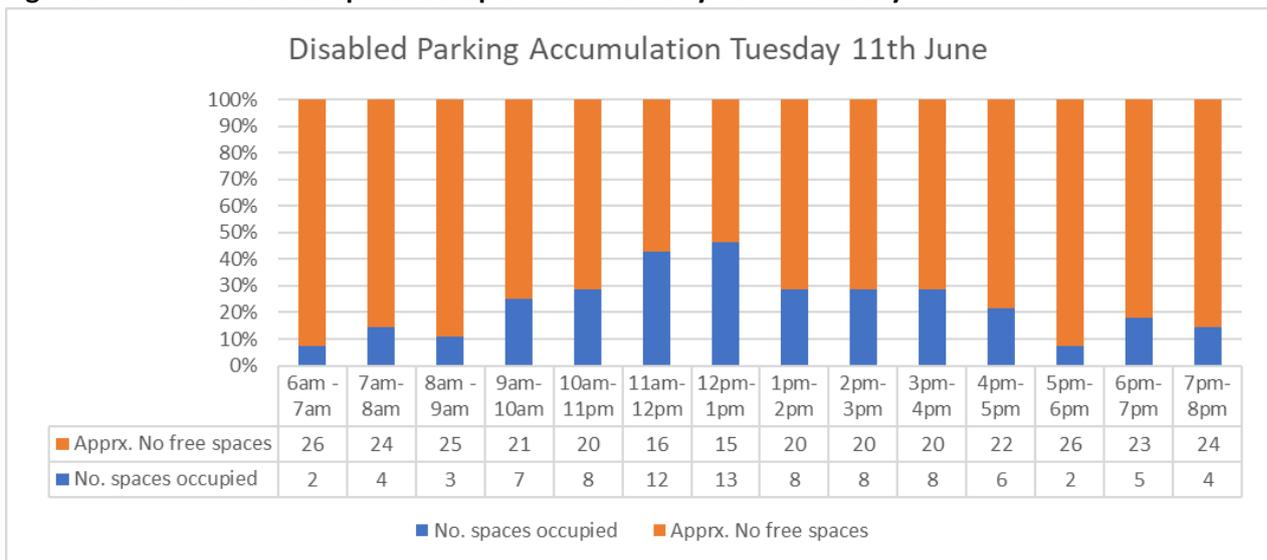 Disabled Parking Accumulation Tuesday 11th June
100%
90%
80%
70%
60%
50%
40%
30%
20%
10%
0%
6am - 7am- 8am - 9am- 10am- 11am- 12pm- 1pm- 2pm- 3pm- 4pm- 5pm- 6pm- 7pm-
7am 8am 9am 10am 11pm 12pm 1pm 2pm 3pm 4pm 5pm 6pm 7pm 8pm
Apprx. No free spaces 26 24 25 21 20 16 15 20 20 20 22 26 23 24
No. spaces occupied 2 4 3 7 8 12 13 8 8 8 6 2 5 4
No. spaces occupied Apprx. No free spaces